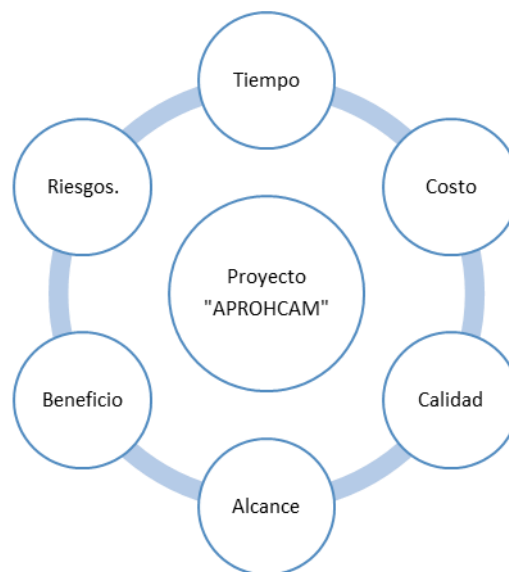 Tiempo
Riesgos.
Costo
Proyecto
"APROHCAM"
Beneficio
Calidad
Alcance